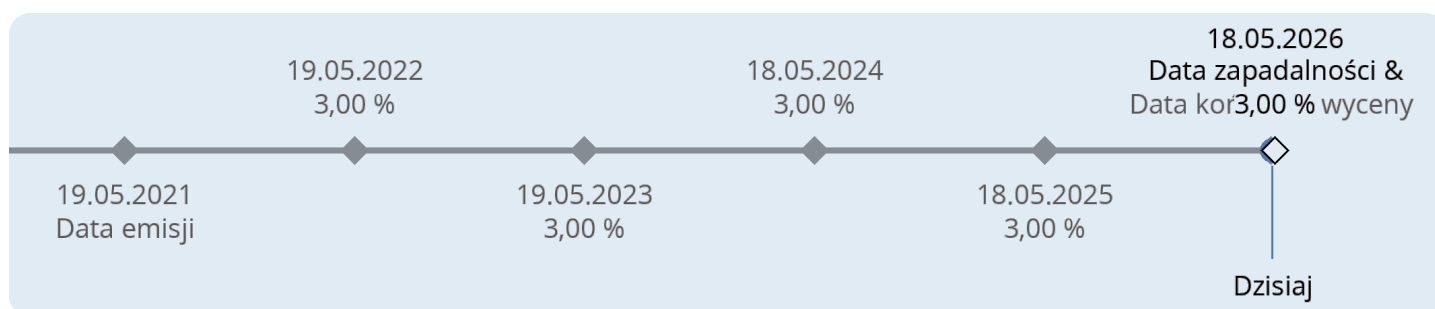 19.05.2021
Data emisji
19.05.2022
3,00 %
19.05.2023
3,00 %
18.05.2024
3,00 %
18.05.2025
3,00 %
18.05.2026
Data zapadalności &
Data 3,00 % wyceny
Dzisiaj